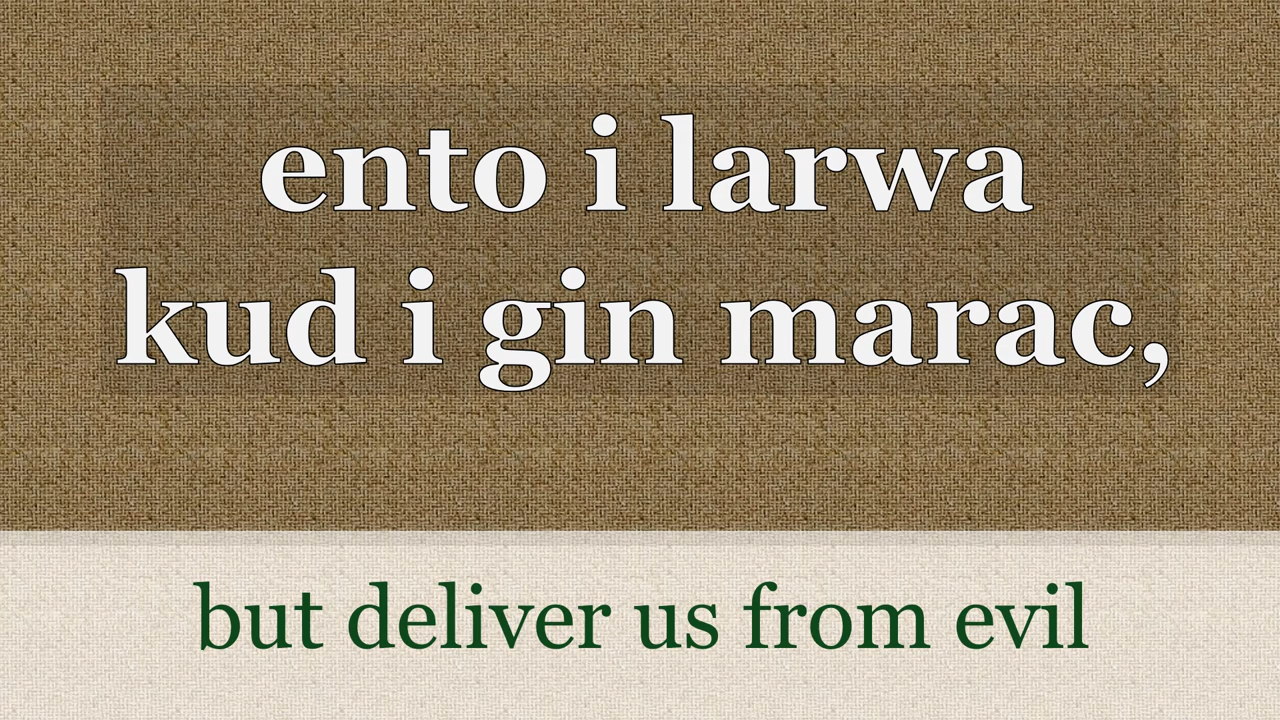 ento i larwa
kud i gin marac,
but deliver us from evil